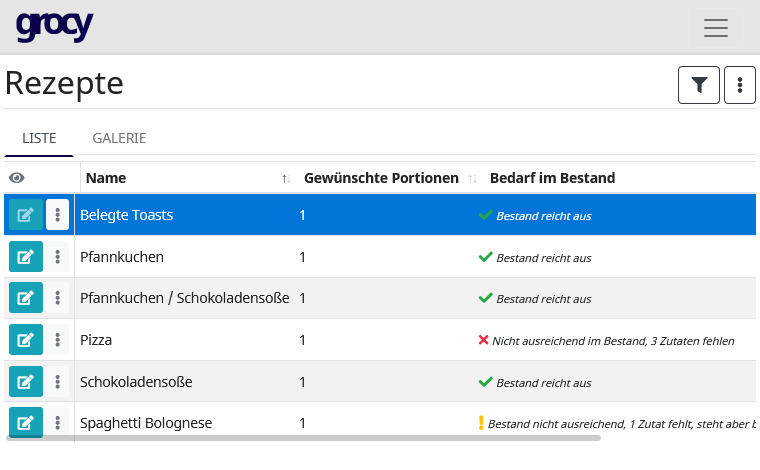 grocy
Rezepte
LISTE GALERIE
Name Gewünschte Portionen Bedarf im Bestand
Belegte Toasts 1 Bestand reicht aus
Pfannkuchen 1 Bestand reicht aus
Pfannkuchen / Schokoladensoße 1 Bestand reicht aus
Pizza 1 Nicht ausreichend im Bestand, 3 Zutaten fehlen
Schokoladensoße 1 Bestand reicht aus
Spaghetti Bolognese 1 Bestand nicht ausreichend, 1 Zutat fehlt, steht aber